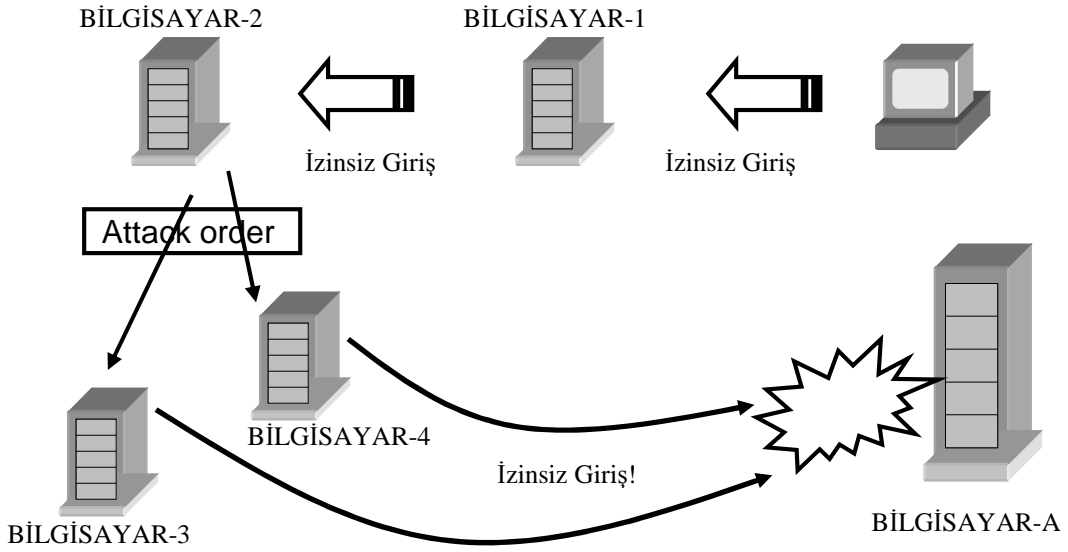 BİLGİSAYAR-2
BİLGİSAYAR-1
İzinsiz Giriş
İzinsiz Giriş
Attack order
BİLGİSAYAR-4
İzinsiz Giriş!
BİLGİSAYAR-3
BİLGİSAYAR-A